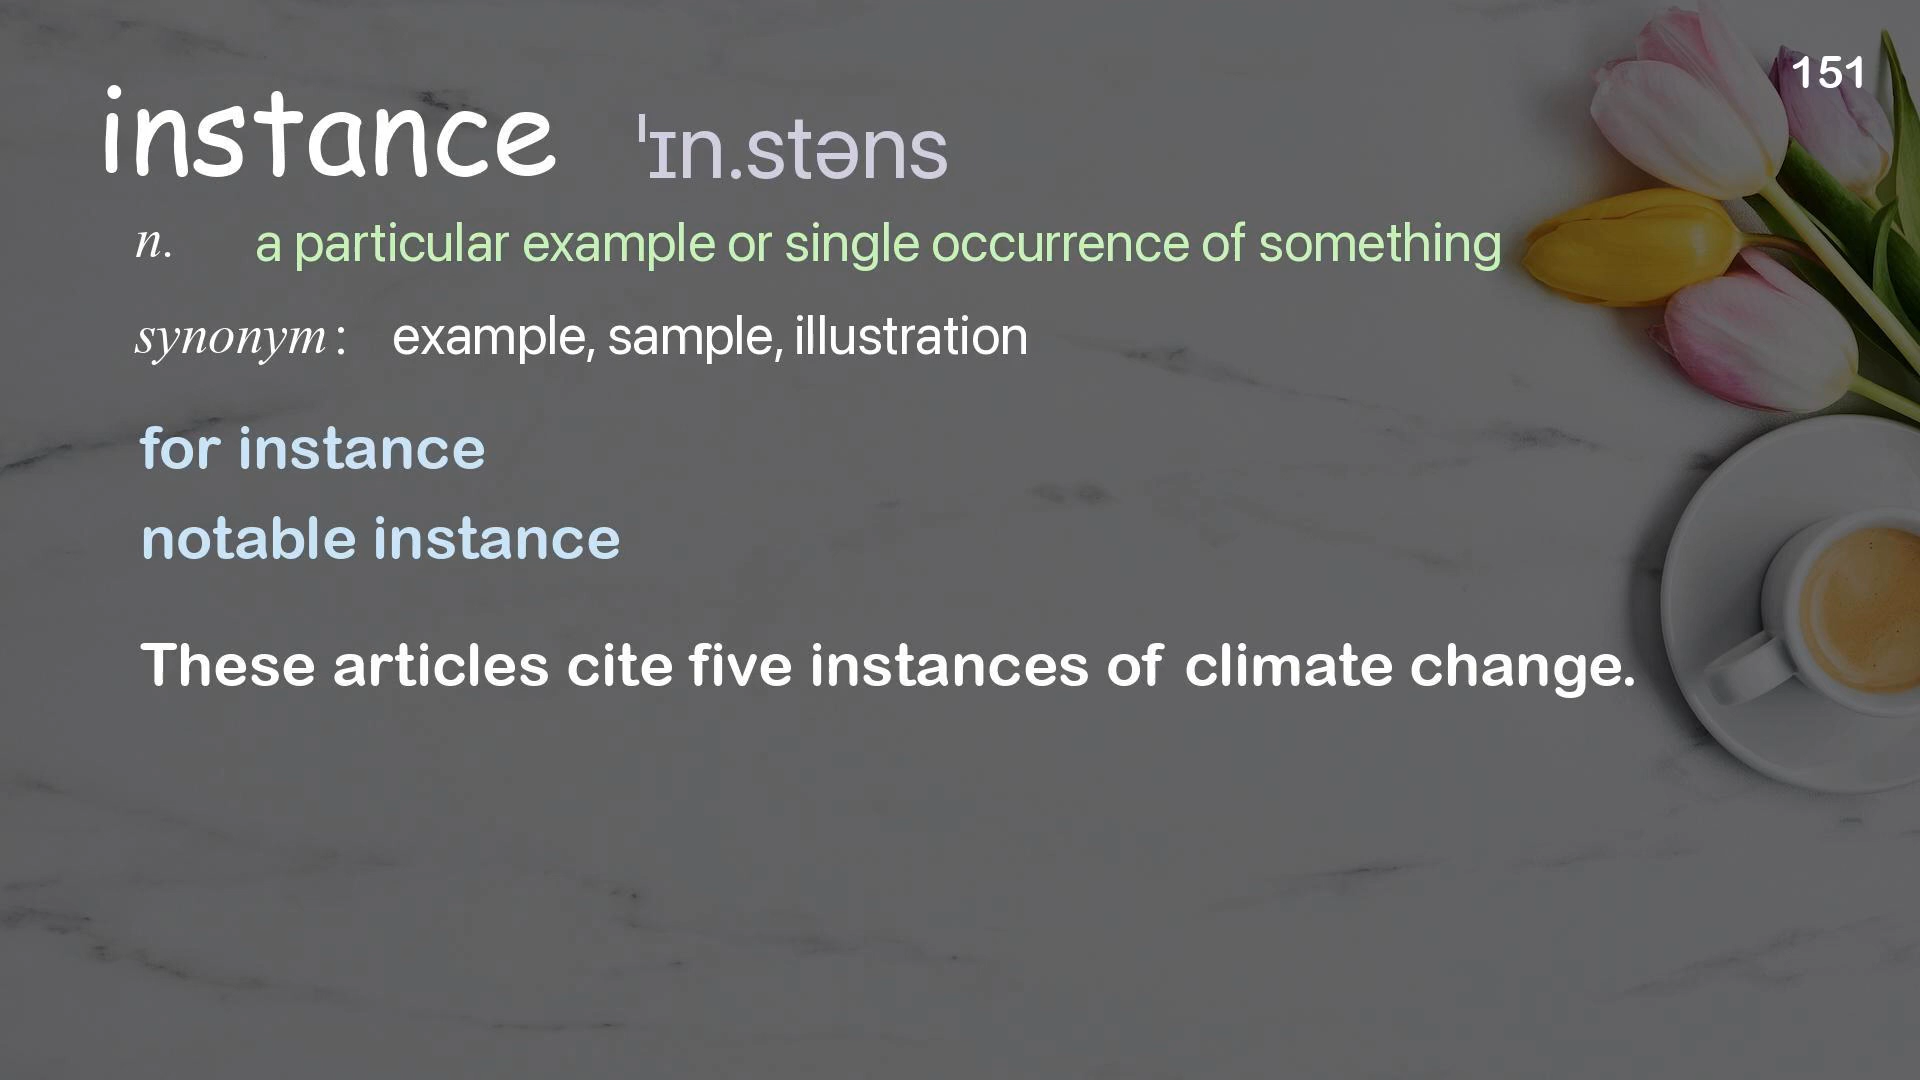 151
instance ˈɪn.stəns
n. a particular example or single occurrence of something
synonym : example, sample, illustration
for instance
notable instance
These articles cite five instances of climate change.